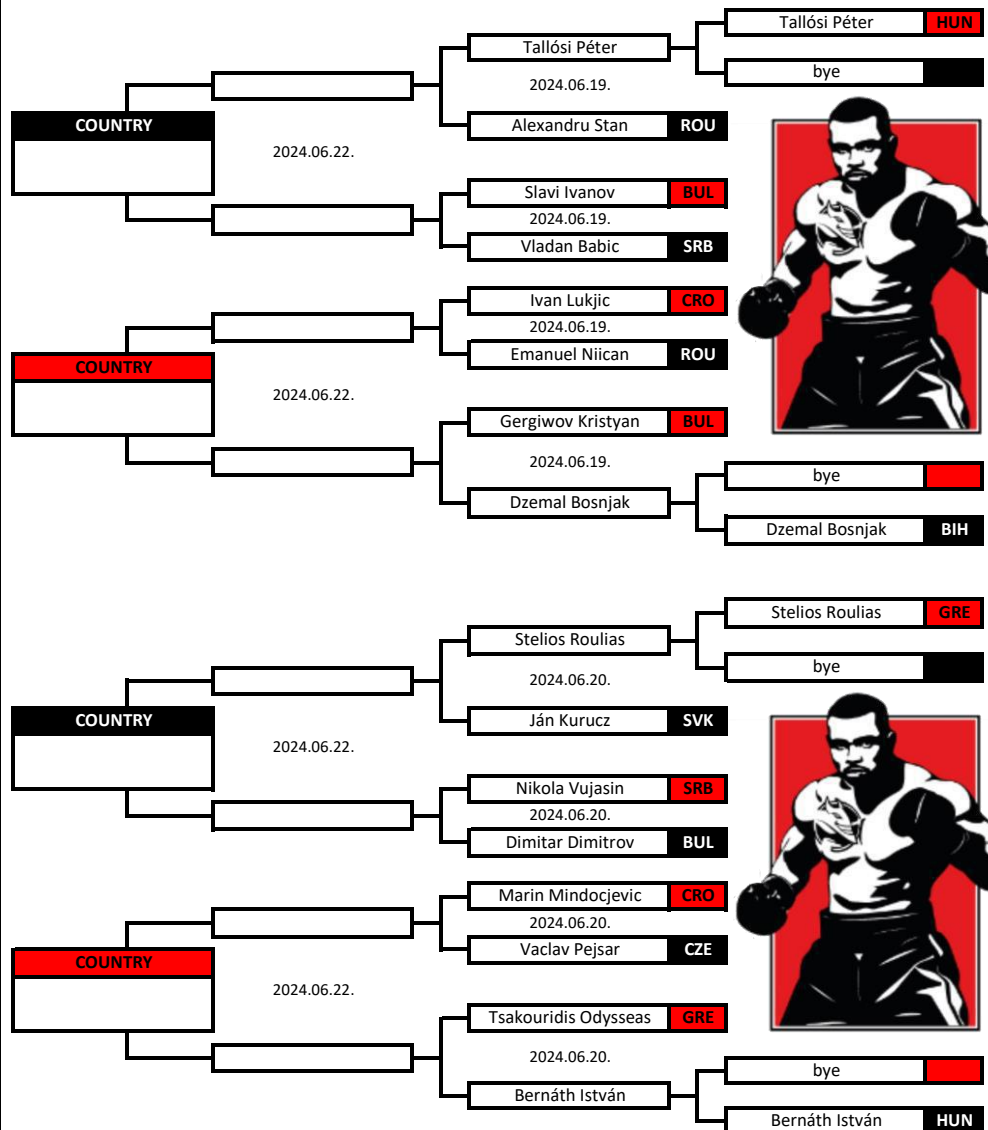 Tallósi Péter HUN
Tallósi Péter
bye
2024.06.19.
COUNTRY
Alexandru Stan ROU
2024.06.22.
Slavi Ivanov BUL
2024.06.19.
Vladan Babic SRB
Ivan Lukjic CRO
2024.06.19.
Emanuel Niican ROU
COUNTRY
2024.06.22.
Gergiwov Kristyan BUL
2024.06.19.
bye
Dzemal Bosnjak
Dzemal Bosnjak BIH
Stelios Roulias GRE
Stelios Roulias
bye
2024.06.20.
COUNTRY
Ján Kurucz SVK
2024.06.22.
Nikola Vujasin SRB
2024.06.20.
Dimitar Dimitrov BUL
Marin Mindocjevic CRO
2024.06.20.
Vaclav Pejsar CZE
COUNTRY
2024.06.22.
Tsakouridis Odysseas GRE
2024.06.20.
bye
Bernáth István
Bernáth István HUN